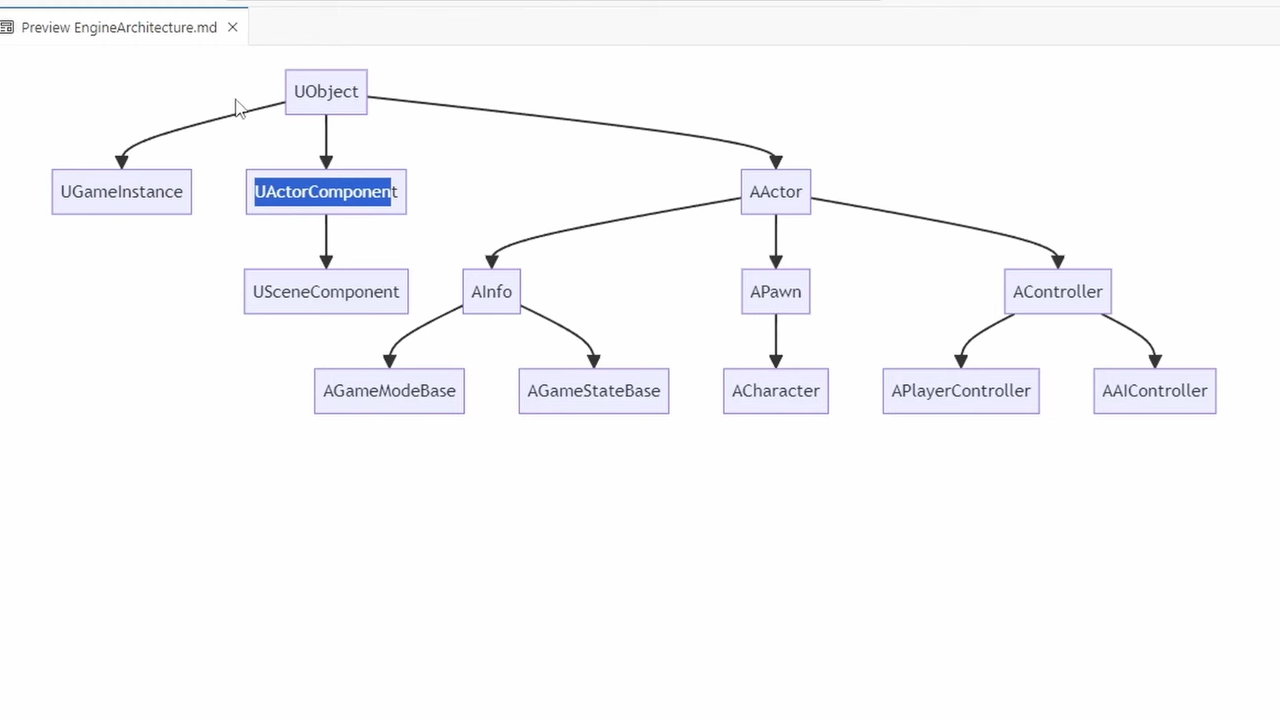 Preview EngineArchitecture.md
UObject
UGameInstance
UActorComponent
AActor
USceneComponent
AInfo
APawn
AController
AGameModeBase
AGameStateBase
ACharacter
APlayerController
AAIController